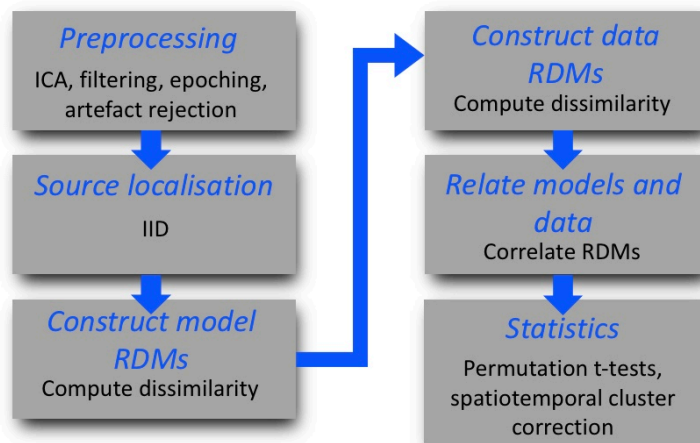 Preprocessing
ICA, filtering, epoching,
artefact rejection
Source localisation
IID
Construct model
RDMs
Compute dissimilarity
Construct data
RDMs
Compute dissimilarity
Relate models and
data
Correlate RDMs
Statistics
Permutation t-tests,
spatiotemporal cluster
correction